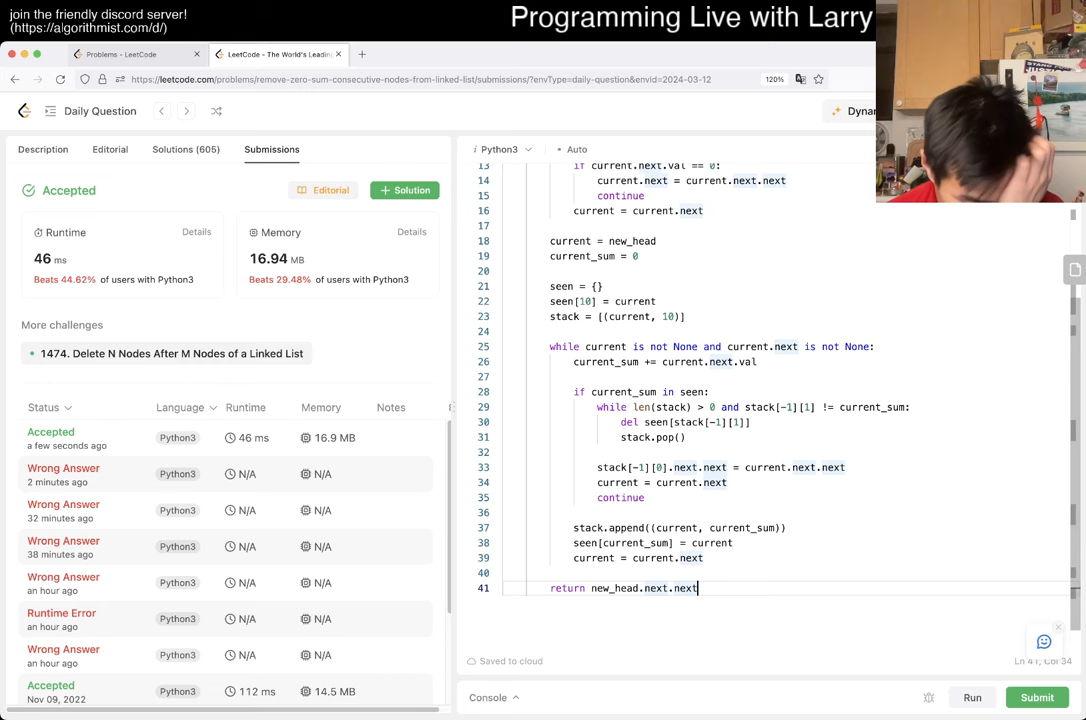 join the friendly discord server!
(https://algorithmist.com/d/)
Programming Live with Larry
Problems - LeetCode
LeetCode - The World's Leading
https://leetcode.com/problems/remove-zero-sum-consecutive-nodes-from-linked-list/submissions/?envType=daily-question&envId=2024-03-12
120%
Daily Question
Dynam
Description
Editorial
Solutions (605)
Submissions
Python3
Auto
Accepted
Editorial
+ Solution
Runtime
Details
46 ms
Beats 44.62% of users with Python3
Memory
Details
16.94 MB
Beats 29.48% of users with Python3
More challenges
1474. Delete N Nodes After M Nodes of a Linked List
Status Language Runtime Memory Notes
Accepted Python3 46 ms 16.9 MB
a few seconds ago
Wrong Answer Python3 N/A N/A
2 minutes ago
Wrong Answer Python3 N/A N/A
32 minutes ago
Wrong Answer Python3 N/A N/A
38 minutes ago
Wrong Answer Python3 N/A N/A
an hour ago
Runtime Error Python3 N/A N/A
an hour ago
Wrong Answer Python3 N/A N/A
an hour ago
Accepted Python3 112 ms 14.5 MB
Nov 09, 2022
13 if current.next.val == 0:
14 current.next = current.next.next
15 continue
16 current = current.next
17
18 current = new_head
19 current_sum = 0
20
21 seen = {}
22 seen[10] = current
23 stack = [(current, 10)]
24
25 while current is not None and current.next is not None:
26 current_sum += current.next.val
27
28 if current_sum in seen:
29 while len(stack) > 0 and stack[-1][1] != current_sum:
30 del seen[stack[-1][1]]
31 stack.pop()
32
33 stack[-1][0].next.next = current.next.next
34 current = current.next
35 continue
36
37 stack.append((current, current_sum))
38 seen[current_sum] = current
39 current = current.next
40
41 return new_head.next.next
Saved to cloud
Ln 41, Col 34
Console
Run
Submit